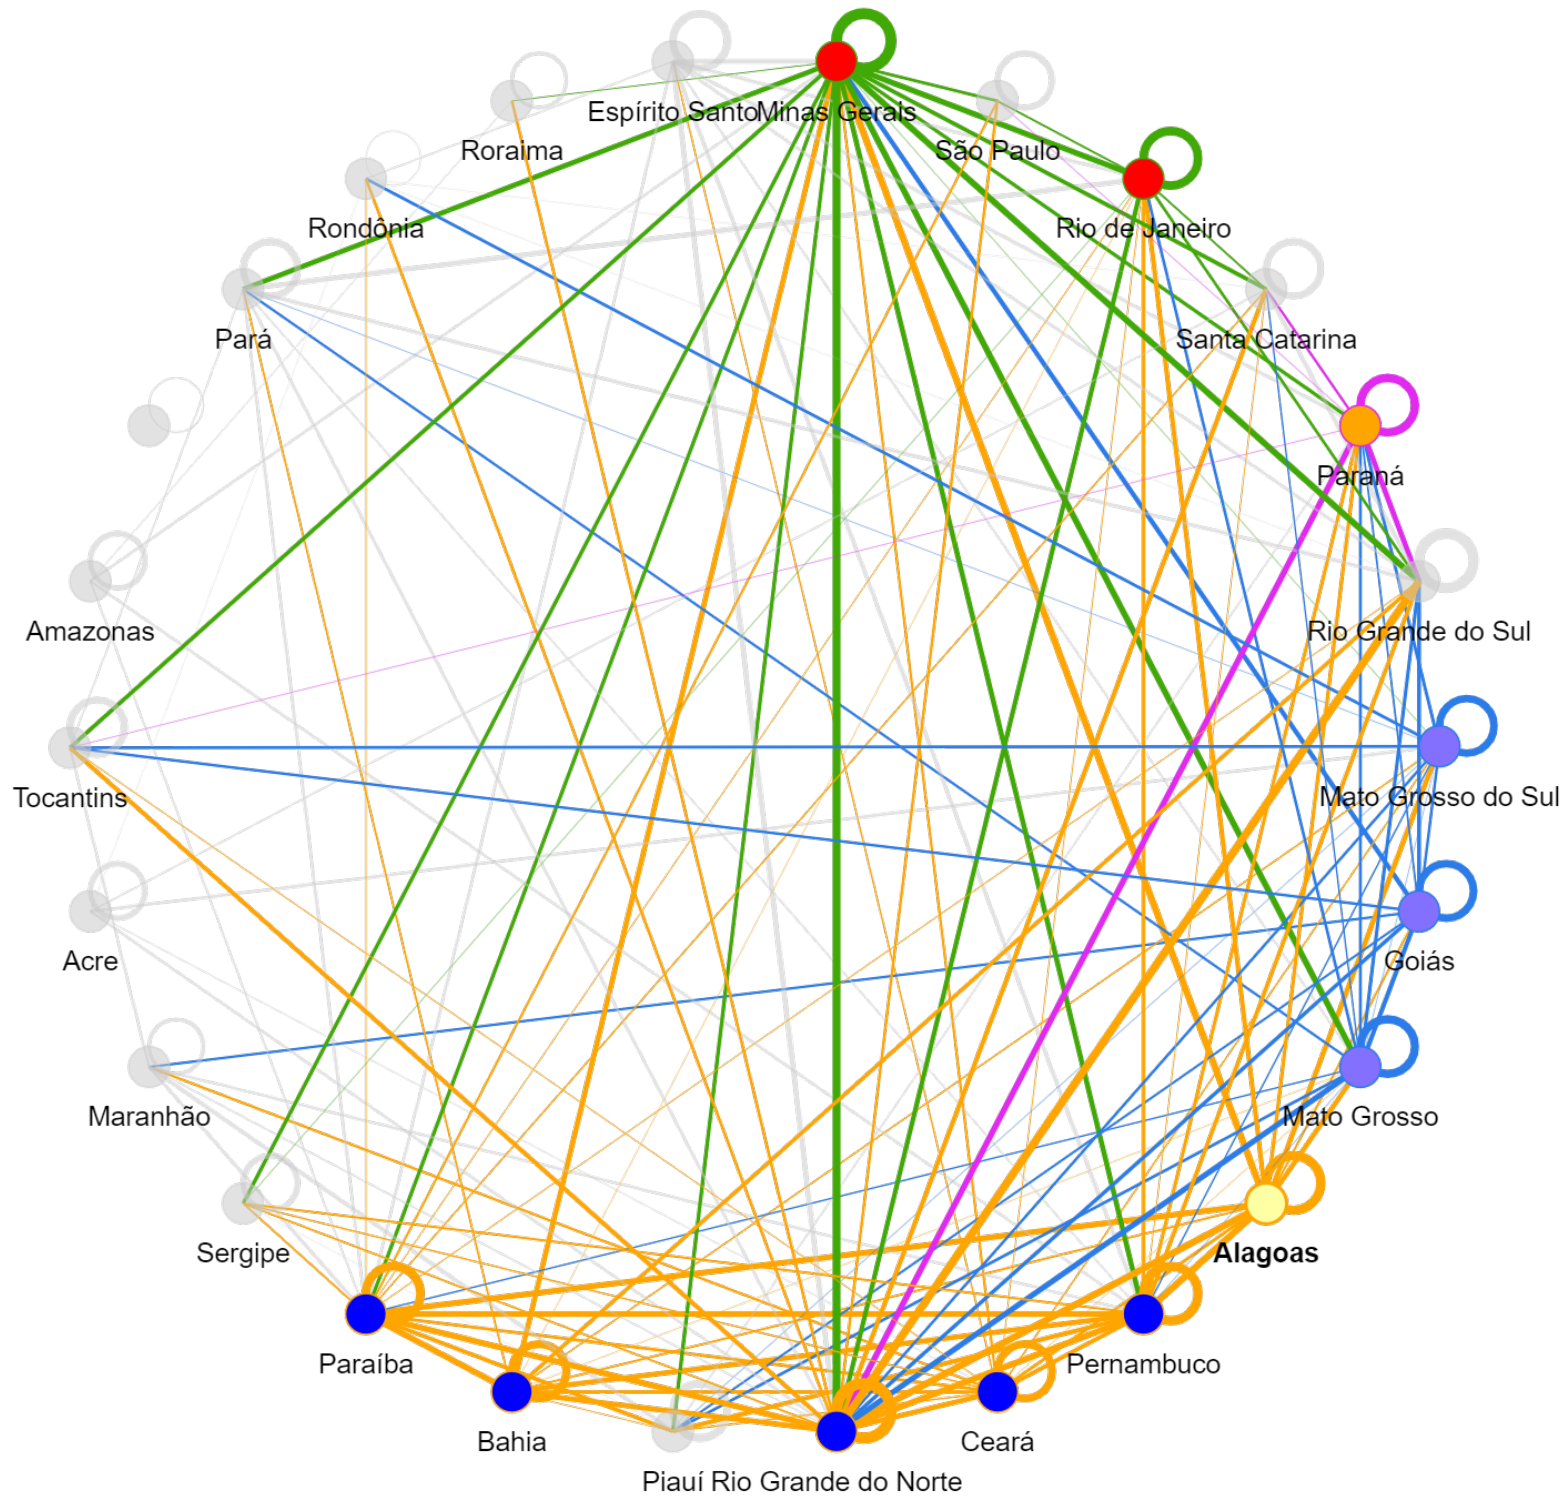 Espírito Santo
Minas Gerais
Roraima
São Paulo
Rondônia
Rio de Janeiro
Pará
Santa Catarina
Paraná
Amazonas
Rio Grande do Sul
Tocantins
Mato Grosso do Sul
Acre
Goiás
Maranhão
Mato Grosso
Sergipe
Alagoas
Paraíba
Pernambuco
Bahia
Ceará
Piauí
Rio Grande do Norte